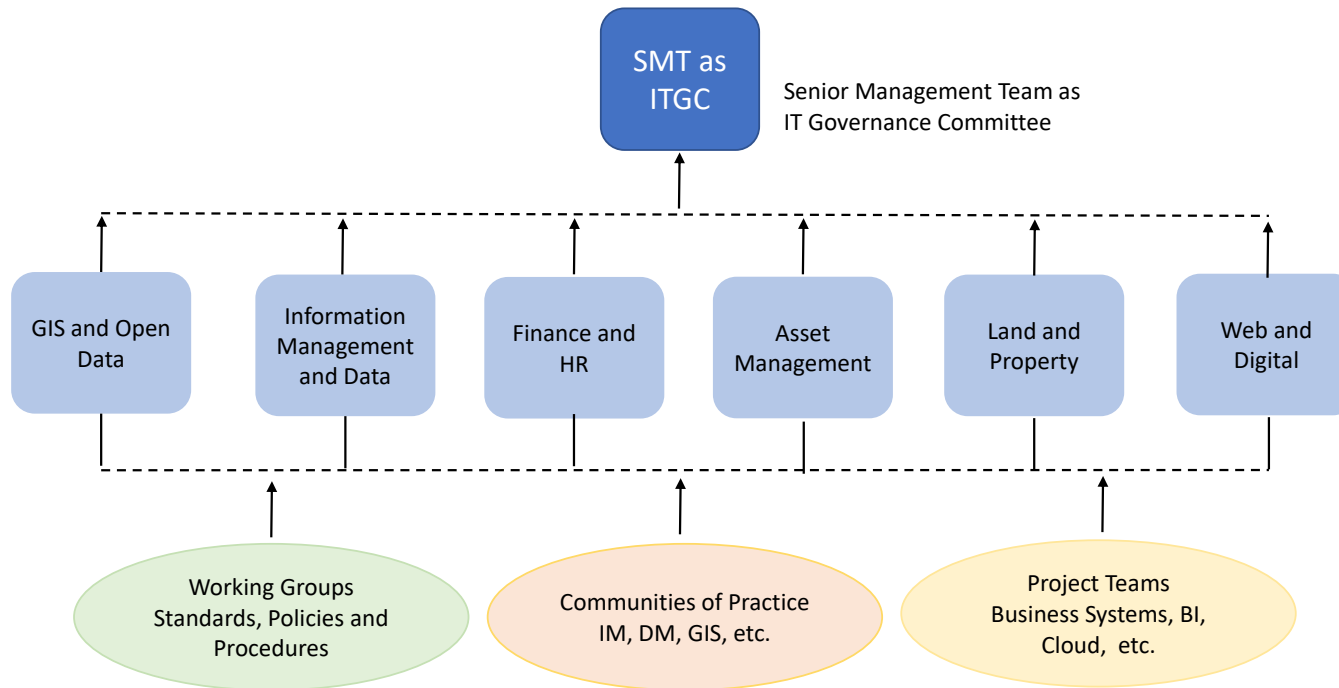 SMT as
ITGC
Senior Management Team as
IT Governance Committee
GIS and Open
Data
Information
Management
and Data
Finance and
HR
Asset
Management
Land and
Property
Web and
Digital
Working Groups
Standards, Policies and
Procedures
Communities of Practice
IM, DM, GIS, etc.
Project Teams
Business Systems, BI,
Cloud, etc.